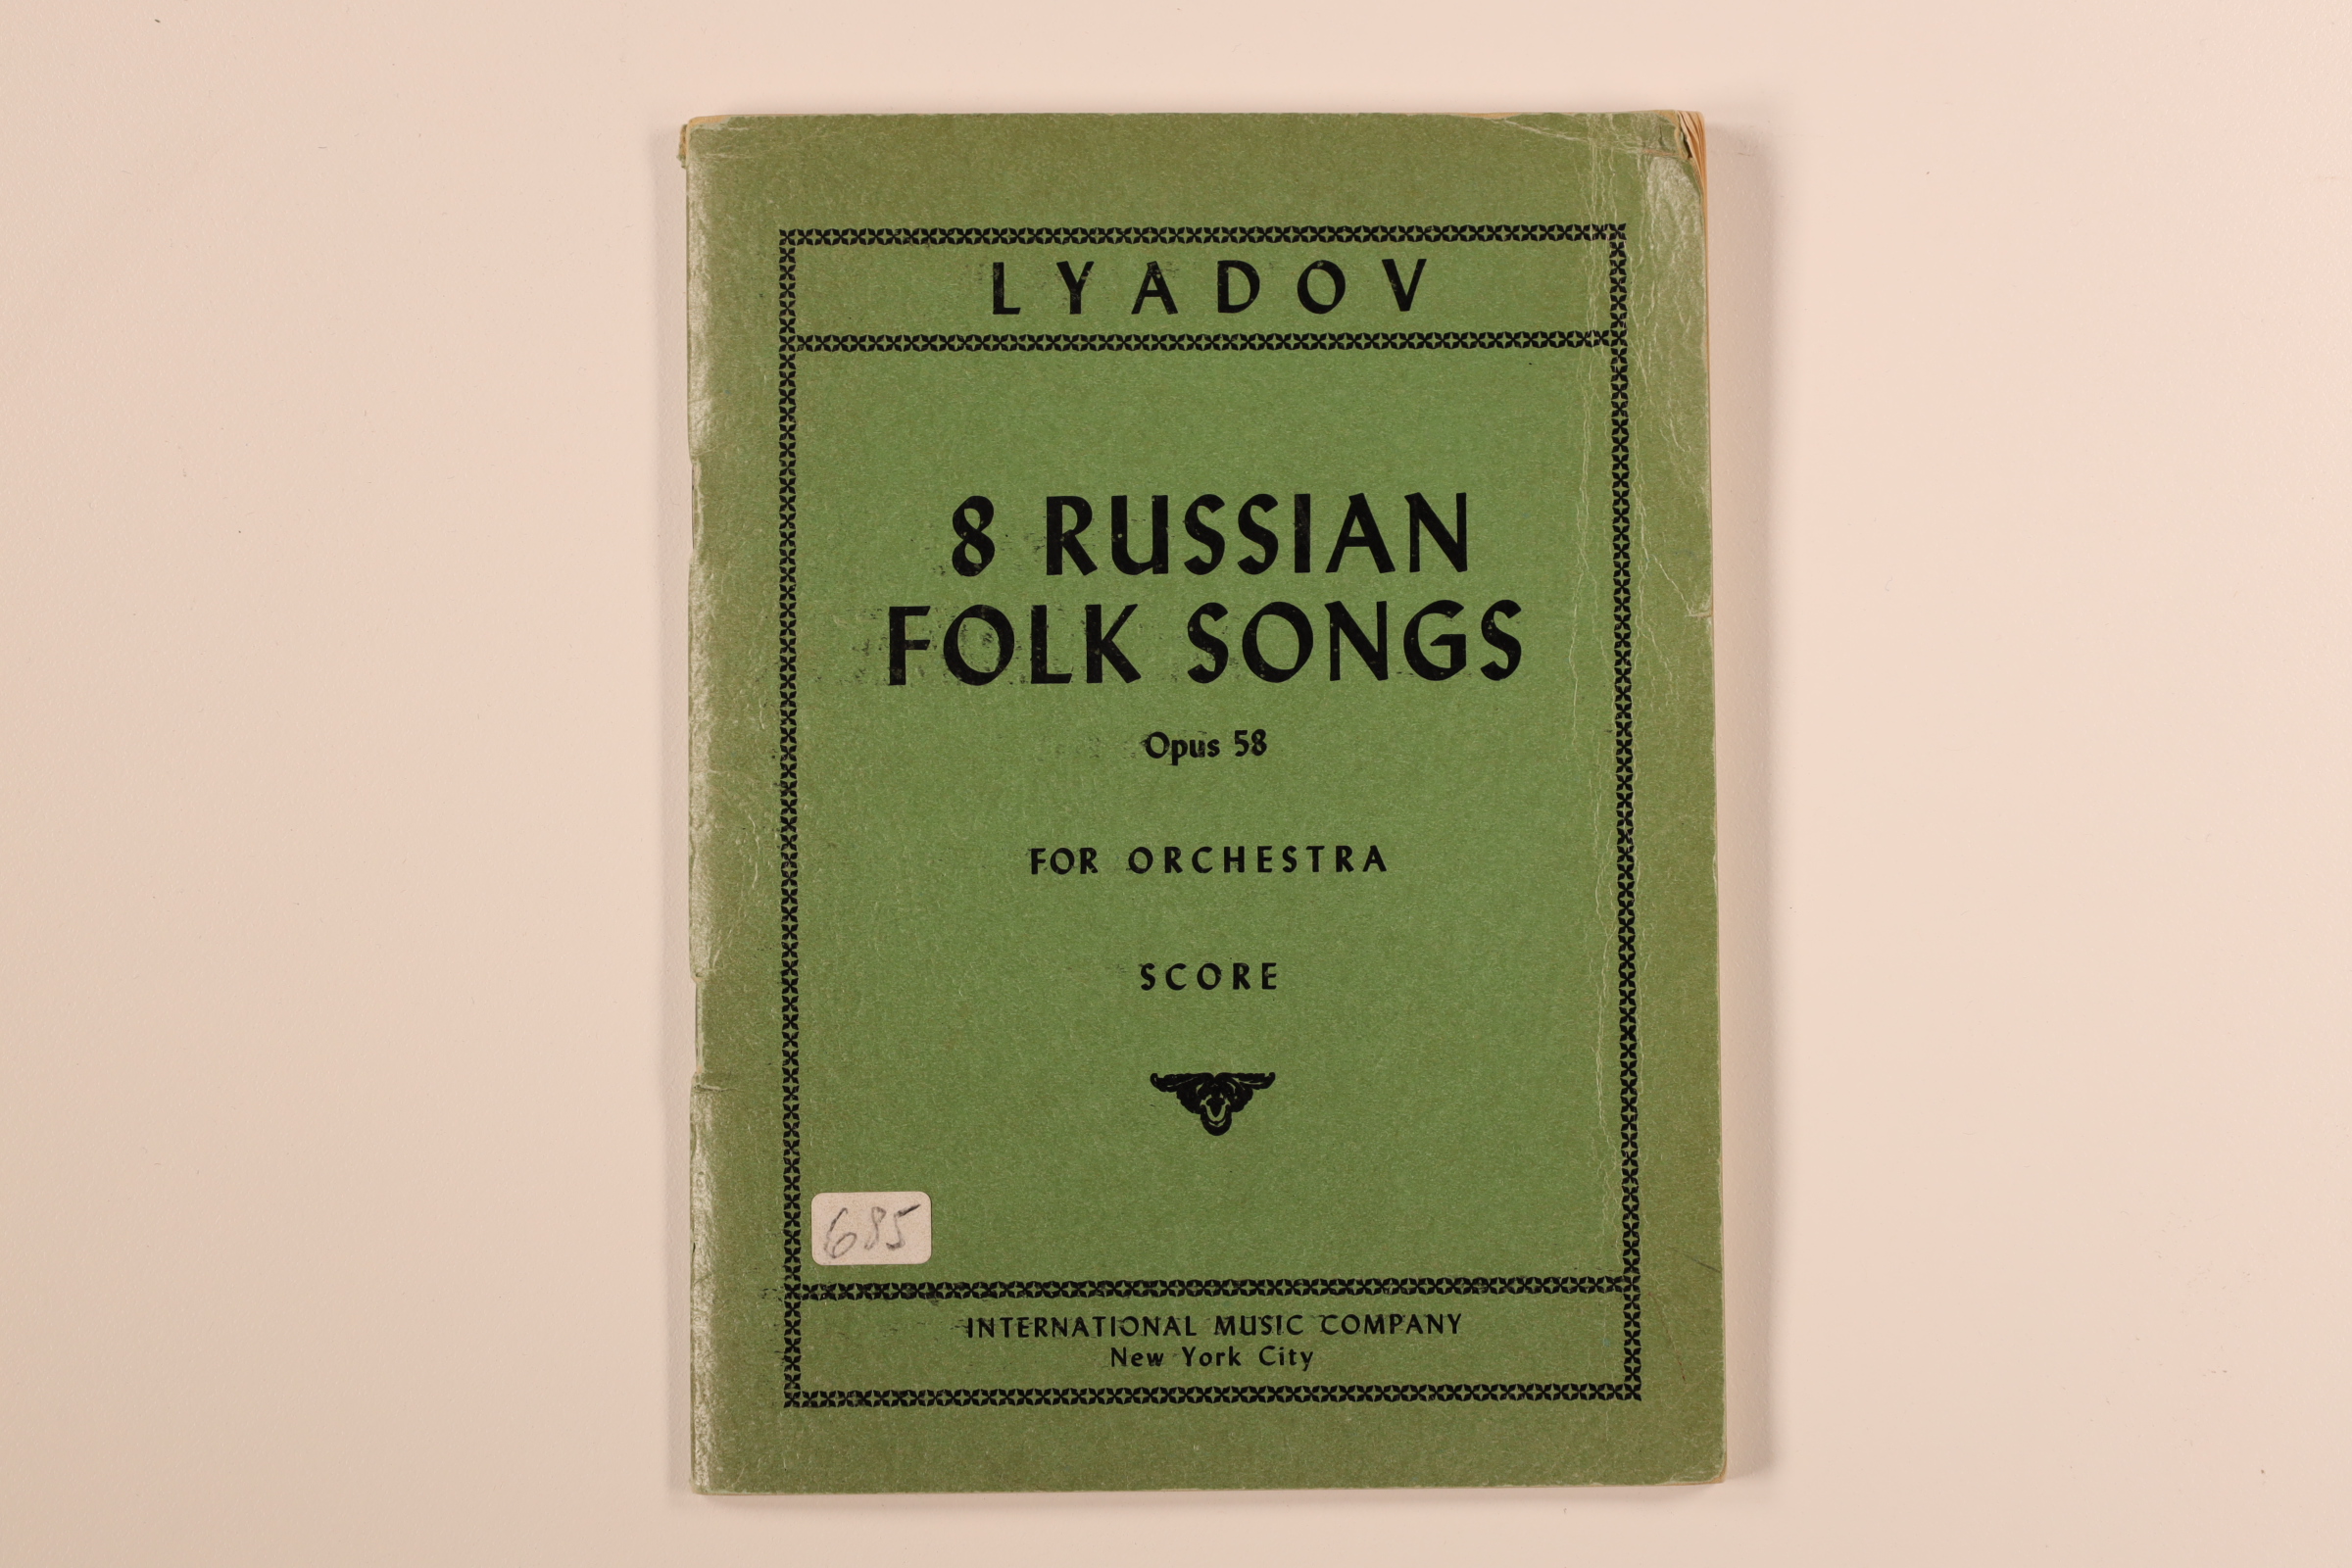 LYADOV
8 RUSSIAN
FOLK SONGS
Opus 58
FOR ORCHESTRA
SCORE
685
INTERNATIONAL MUSIC COMPANY
New York City